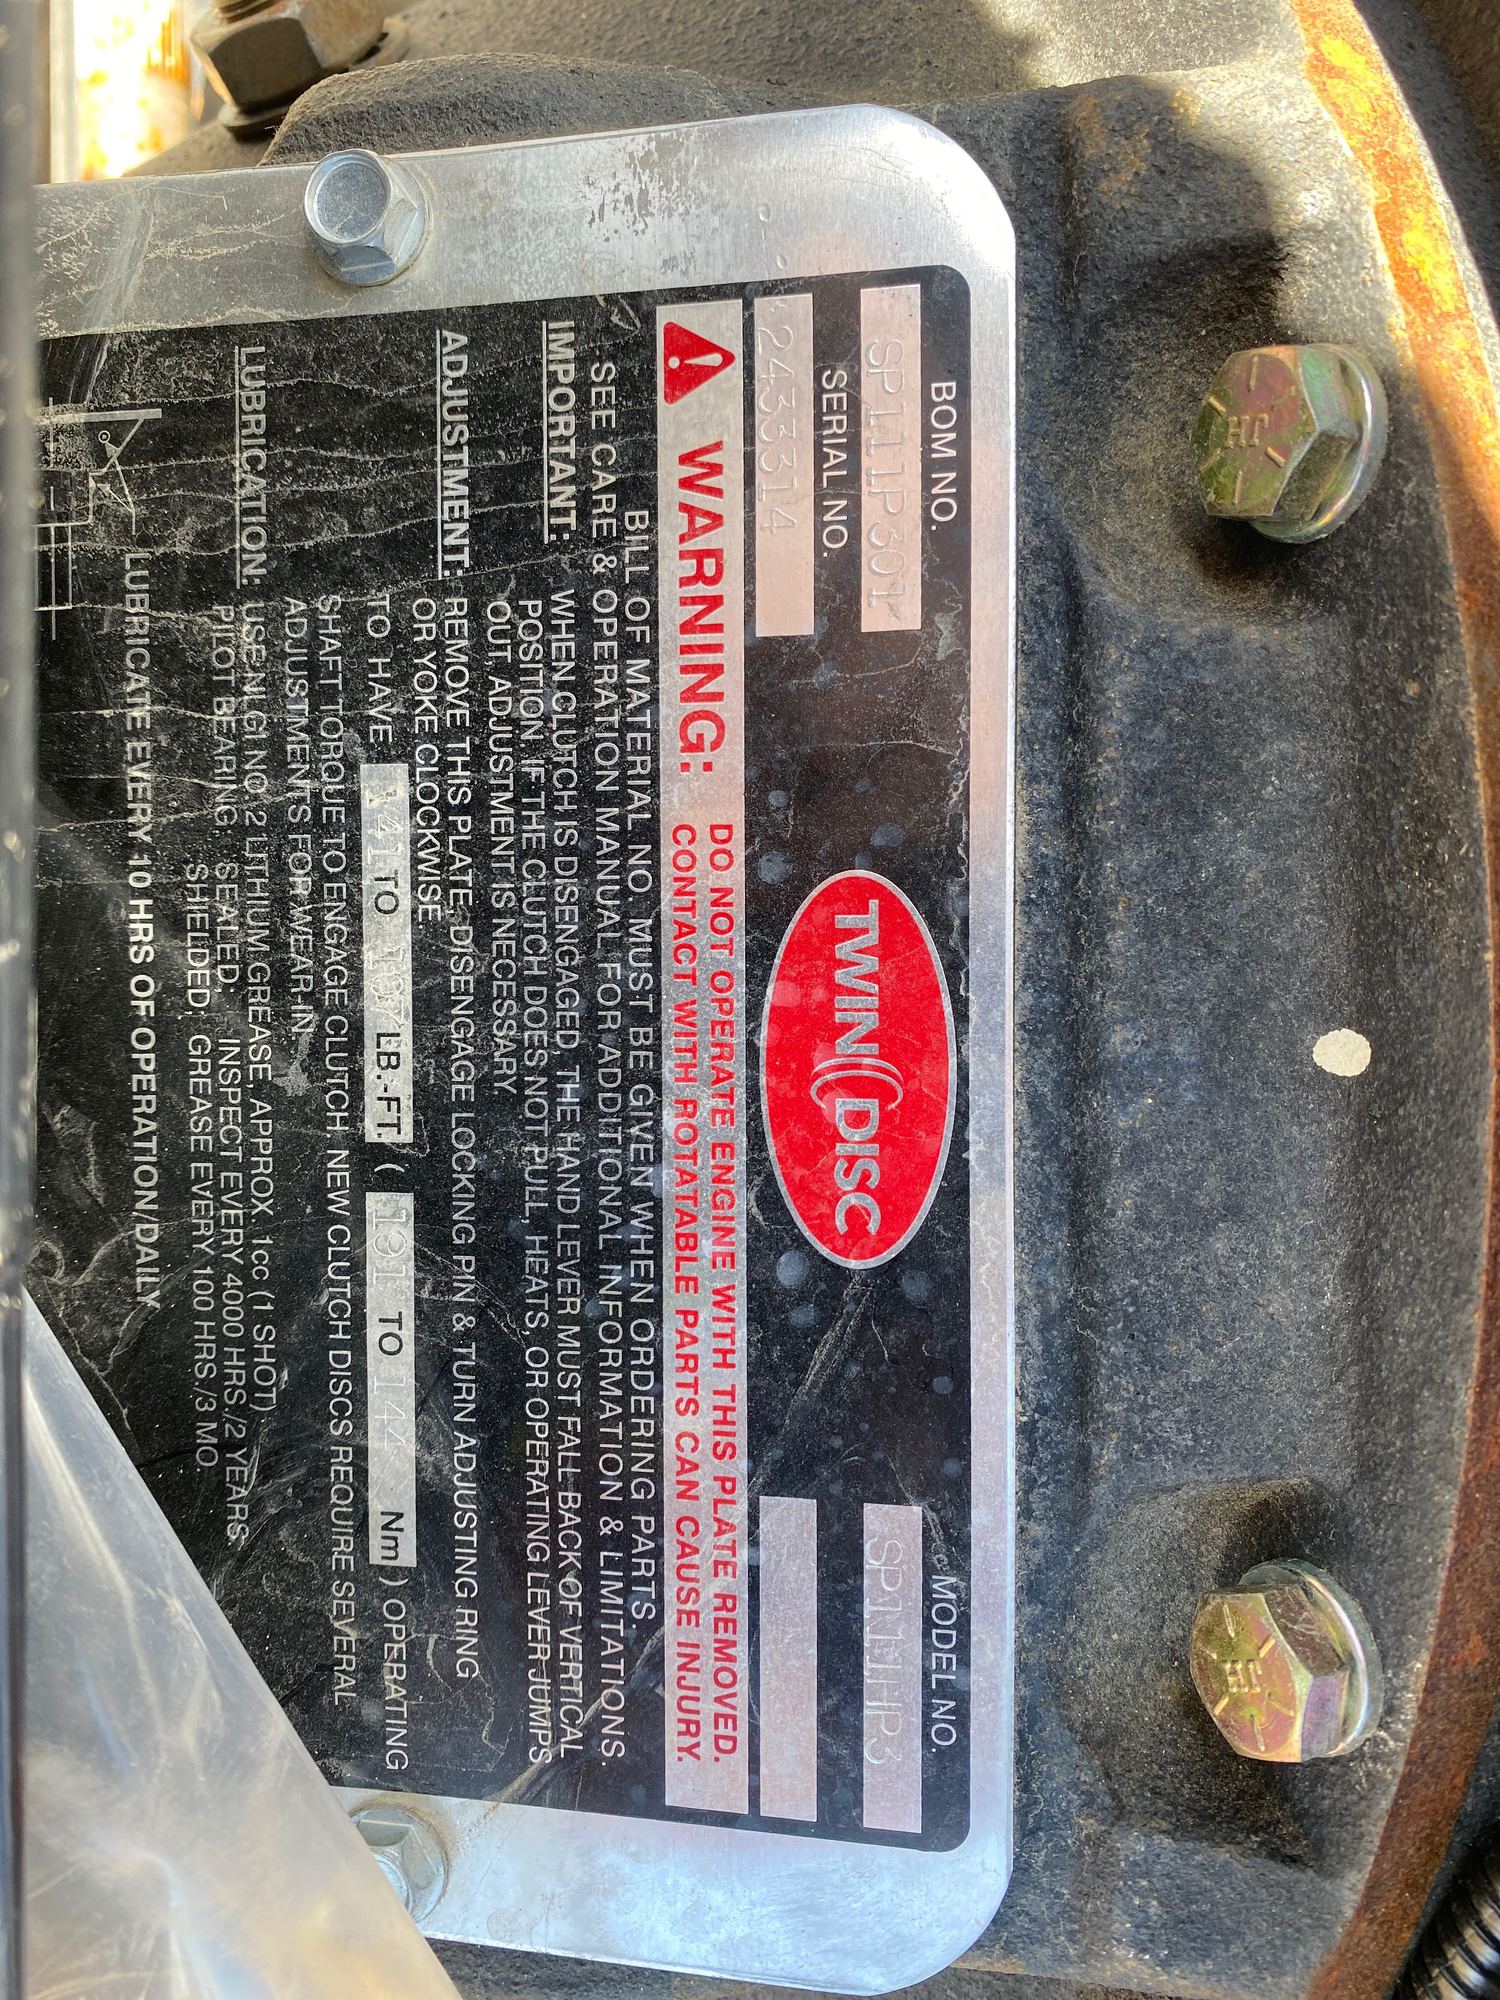 BOM NO.
SP111P301
SERIAL NO.
TWIN DISC
MODEL NO.
SP111HP3
WARNING: DO NOT OPERATE ENGINE WITH THIS PLATE REMOVED.
CONTACT WITH ROTATABLE PARTS CAN CAUSE INJURY.
BILL OF MATERIAL NO. MUST BE GIVEN WHEN ORDERING PARTS.
SEE CARE & OPERATION MANUAL FOR ADDITIONAL INFORMATION & LIMITATIONS.
IMPORTANT: WHEN CLUTCH IS DISENGAGED, THE HAND LEVER MUST FALL BACK OF VERTICAL
POSITION. IF THE CLUTCH DOES NOT PULL, HEATS, OR OPERATING LEVER JUMPS
OUT, ADJUSTMENT IS NECESSARY.
ADJUSTMENT: REMOVE THIS PLATE-DISENGAGE LOCKING PIN & TURN ADJUSTING RING
OR YOKE CLOCKWISE.
TO HAVE 141 TO LB.-FT. ( 191 TO 144 Nm ) OPERATING
SHAFT TORQUE TO ENGAGE CLUTCH. NEW CLUTCH DISCS REQUIRE SEVERAL
ADJUSTMENTS FOR WEAR-IN.
LUBRICATION: USE NLGI NO 2 LITHIUM GREASE, APPROX. 1cc (1 SHOT)
PILOT BEARING: SEALED; INSPECT EVERY 4000 HRS./2 YEARS.
SHIELDED; GREASE EVERY 100 HRS./3 MO.
LUBRICATE EVERY 10 HRS OF OPERATION/DAILY